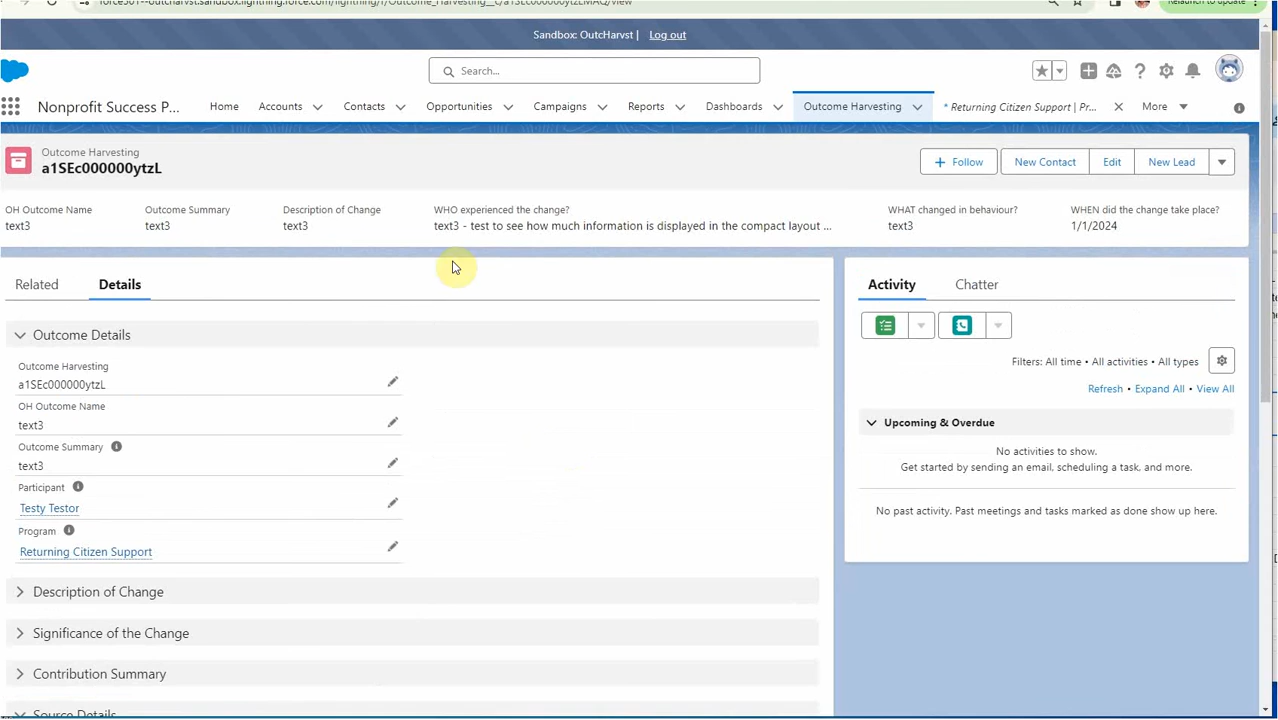 force501--outcharvst.sandbox.lightning.force.com/lightning/r/Outcome_Harvesting__c/a1SEc000000ytzLMAQ/view
Relaunch to update
Sandbox: OutcHarvst | Log out
Search...
Nonprofit Success P... Home Accounts Contacts Opportunities Campaigns Reports Dashboards Outcome Harvesting * Returning Citizen Support | Pr... More
Outcome Harvesting
a1SEc000000ytzL
Follow New Contact Edit New Lead
OH Outcome Name Outcome Summary Description of Change WHO experienced the change? WHAT changed in behaviour? WHEN did the change take place?
text3 text3 text3 text3 - test to see how much information is displayed in the compact layout ... text3 1/1/2024
Related Details
Activity Chatter
Outcome Details
Outcome Harvesting
a1SEc000000ytzL
OH Outcome Name
text3
Outcome Summary
text3
Participant
Testy Testor
Program
Returning Citizen Support
Description of Change
Significance of the Change
Contribution Summary
Source Details
Filters: All time • All activities • All types
Refresh • Expand All • View All
Upcoming & Overdue
No activities to show.
Get started by sending an email, scheduling a task, and more.
No past activity. Past meetings and tasks marked as done show up here.